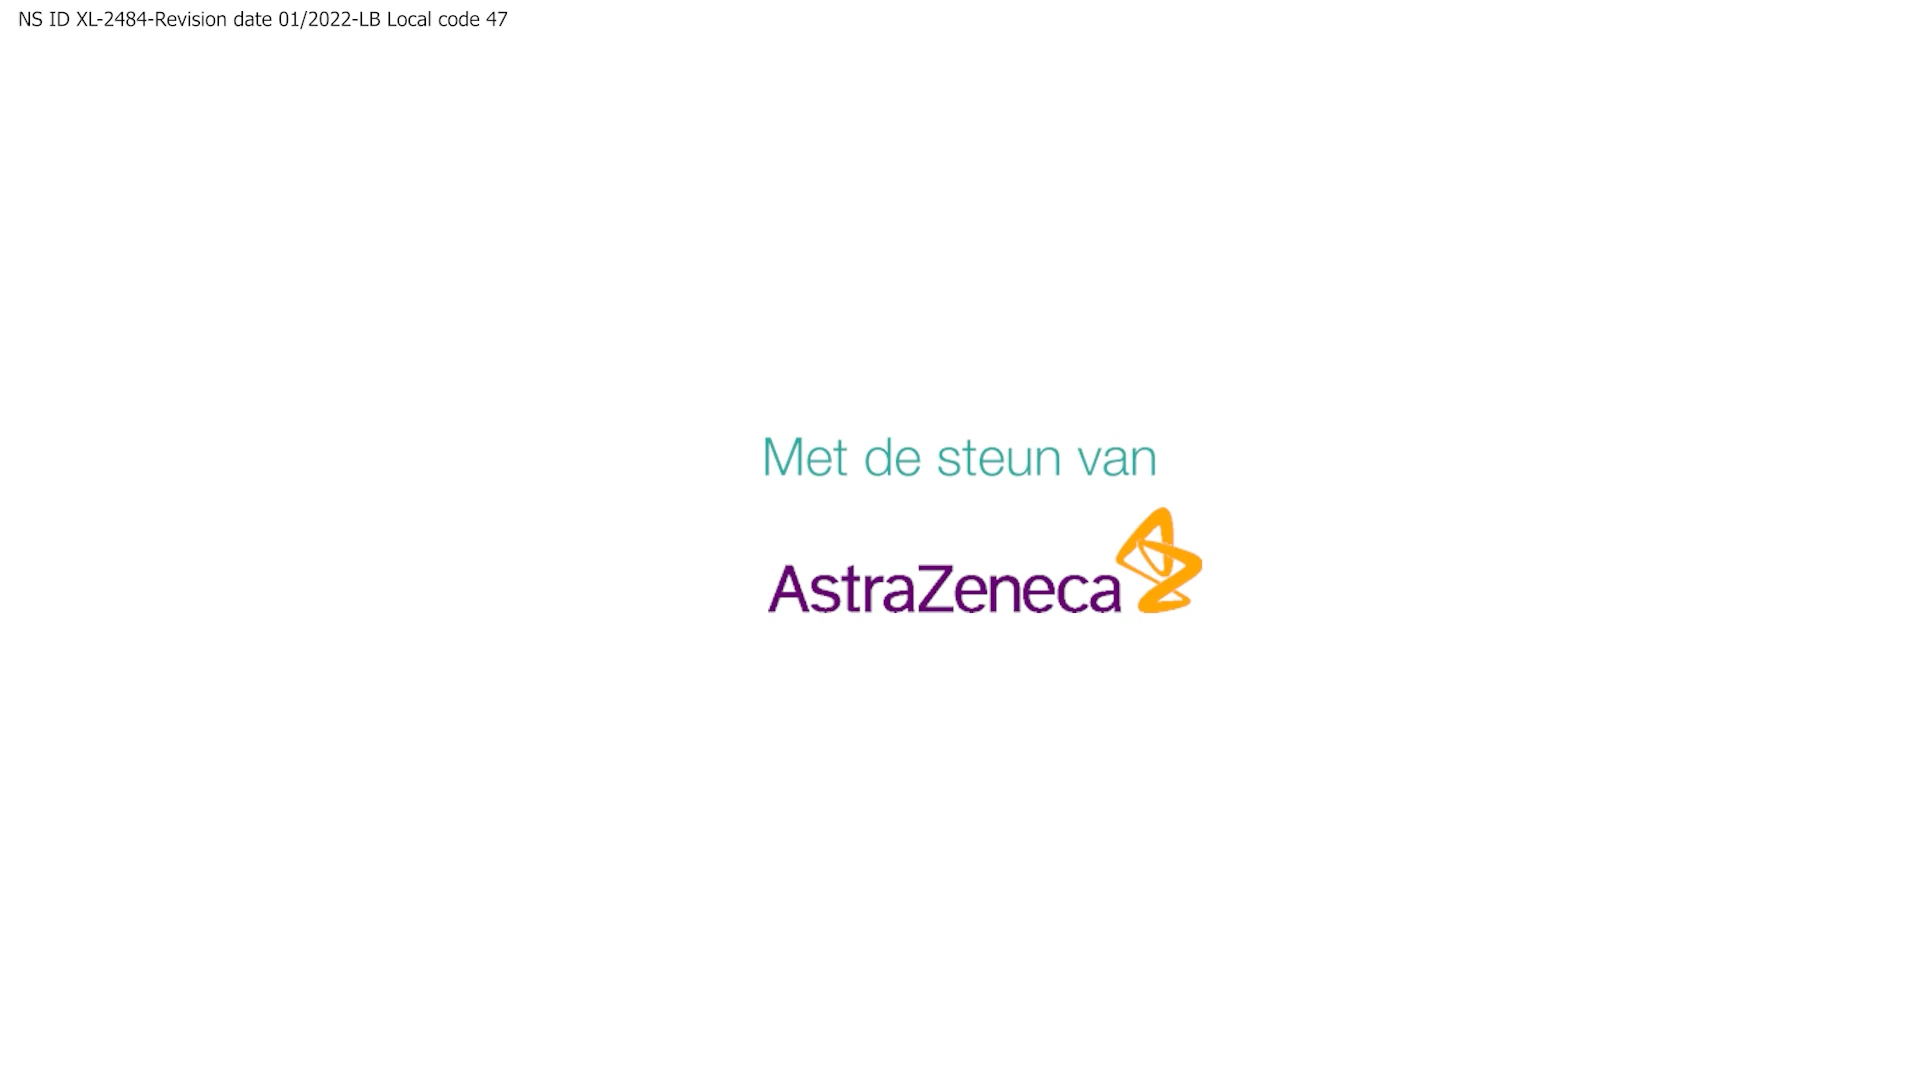 NS ID XL-2484-Revision date 01/2022-LB Local code 47
Met de steun van
AstraZeneca